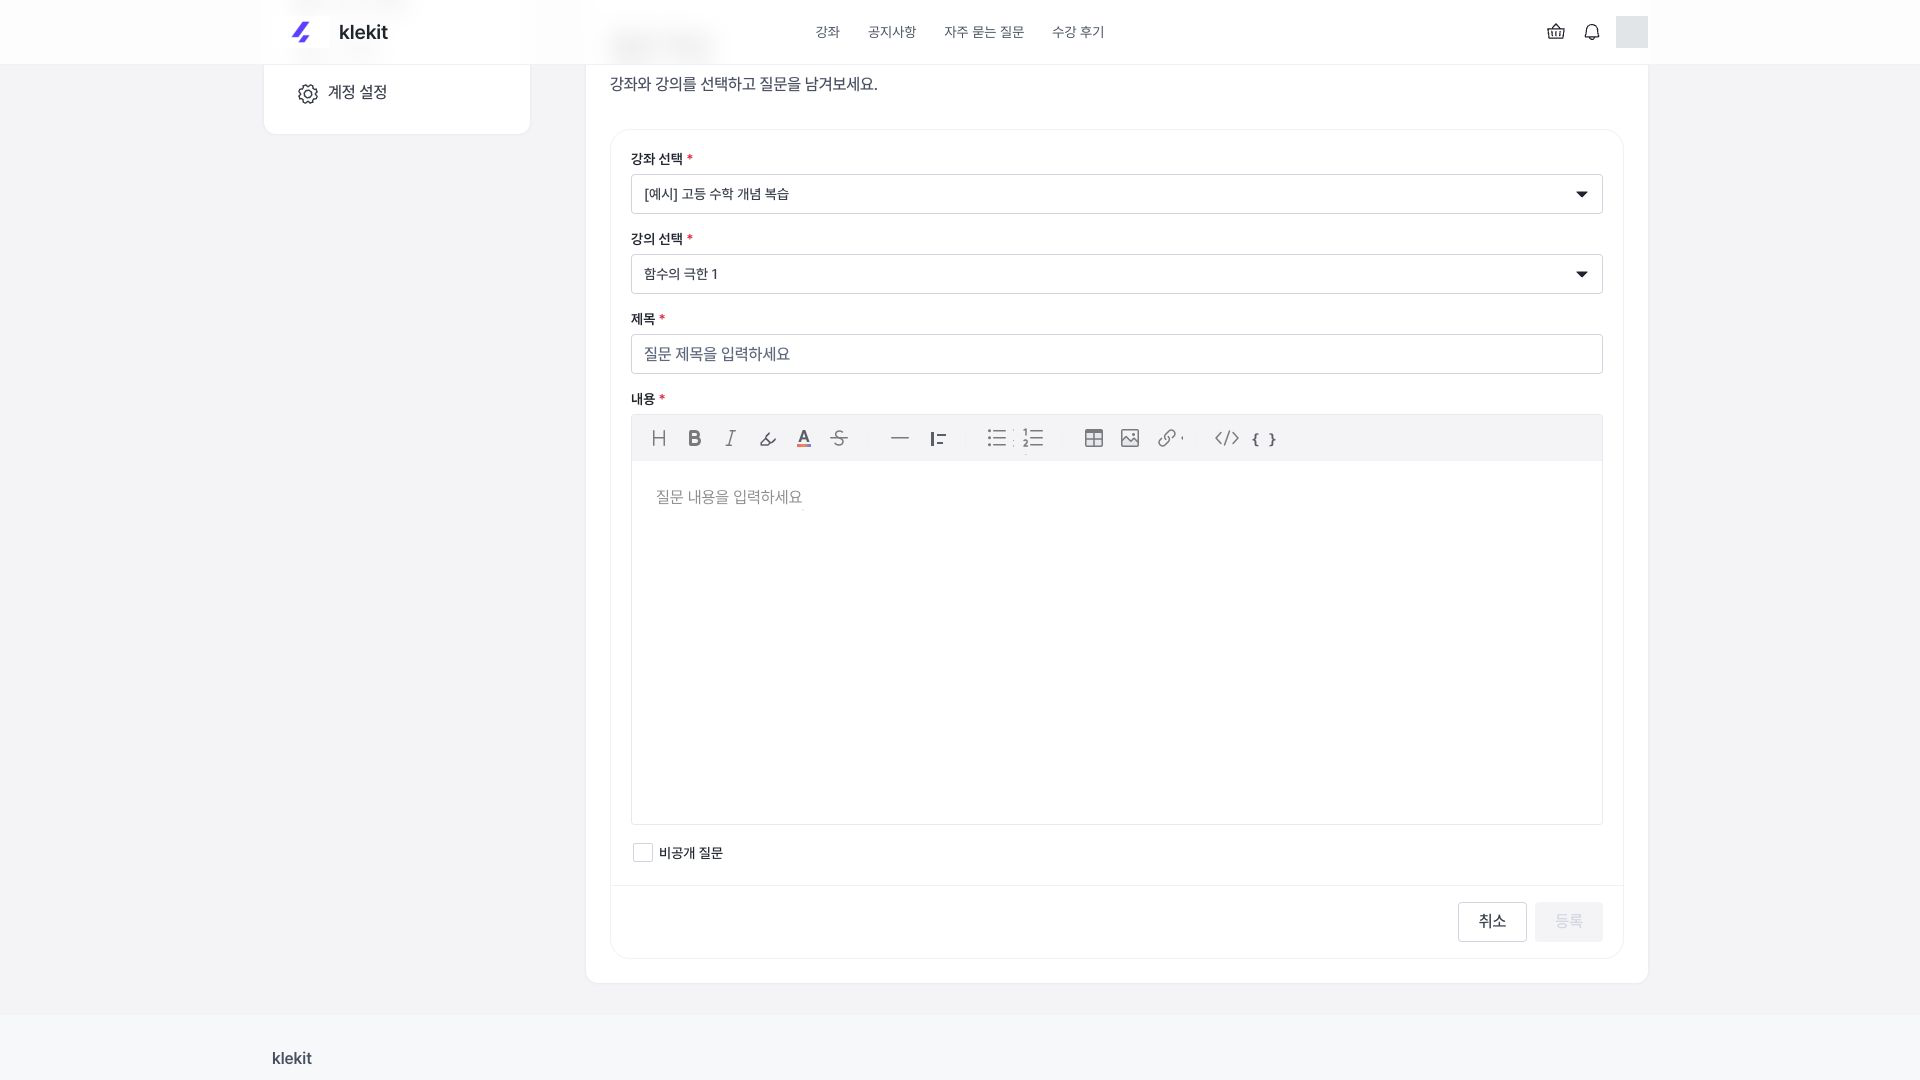 klekit
강좌 공지사항 자주 묻는 질문 수강 후기
계정 설정
강좌와 강의를 선택하고 질문을 남겨보세요.
강좌 선택 *
[예시] 고등 수학 개념 복습
강의 선택 *
함수의 극한 1
제목 *
질문 제목을 입력하세요
내용 *
질문 내용을 입력하세요
비공개 질문
취소 등록
klekit